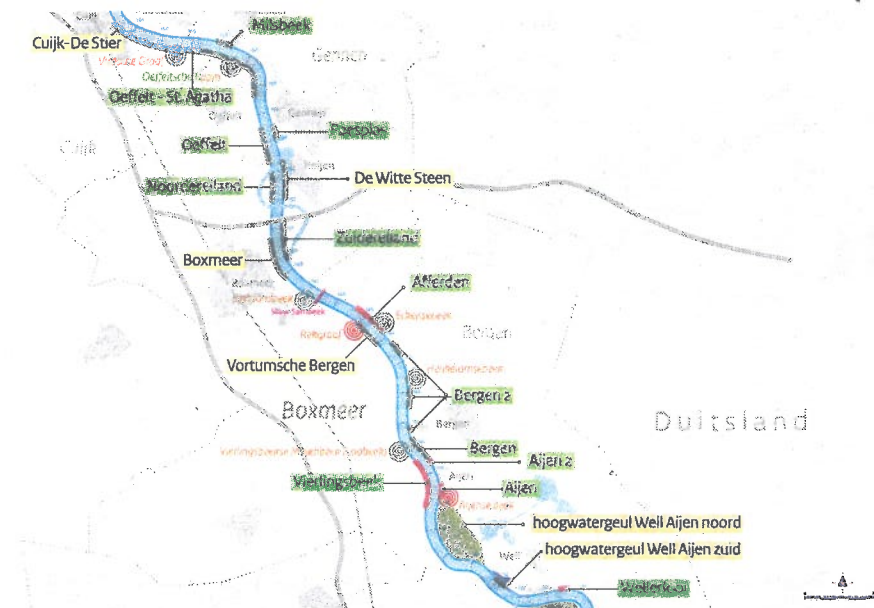 Milsbeek
Cuijk-De Stier
Gennep
Oeffelt - St. Agatha
Paesplas
Oeffelt
Cuijk
De Witte Steen
Noordereiland
Zuidereiland
Boxmeer
Afferden
Bergen
Vortumsche Bergen
Bergen 2
Boxmeer
Duitsland
Bergen
Bergen
Aijen 2
Aijen
Vierlingsbeek
Aijen
hoogwatergeul Well Aijen noord
hoogwatergeul Well Aijen zuid
Well